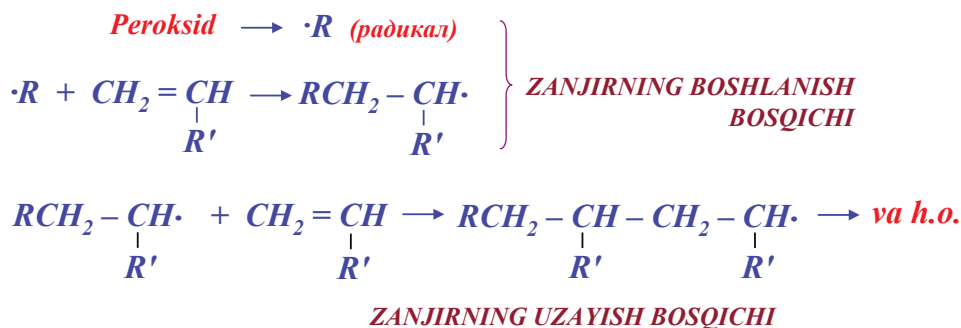 Peroksid → ·R (радикал)
·R + CH₂ = CH → RCH₂ – CH·
R' R'
ZANJIRNING BOSHLANISH
BOSQICHI
RCH₂ – CH· + CH₂ = CH → RCH₂ – CH – CH₂ – CH· → va h.o.
R' R' R' R'
ZANJIRNING UZAYISH BOSQICHI